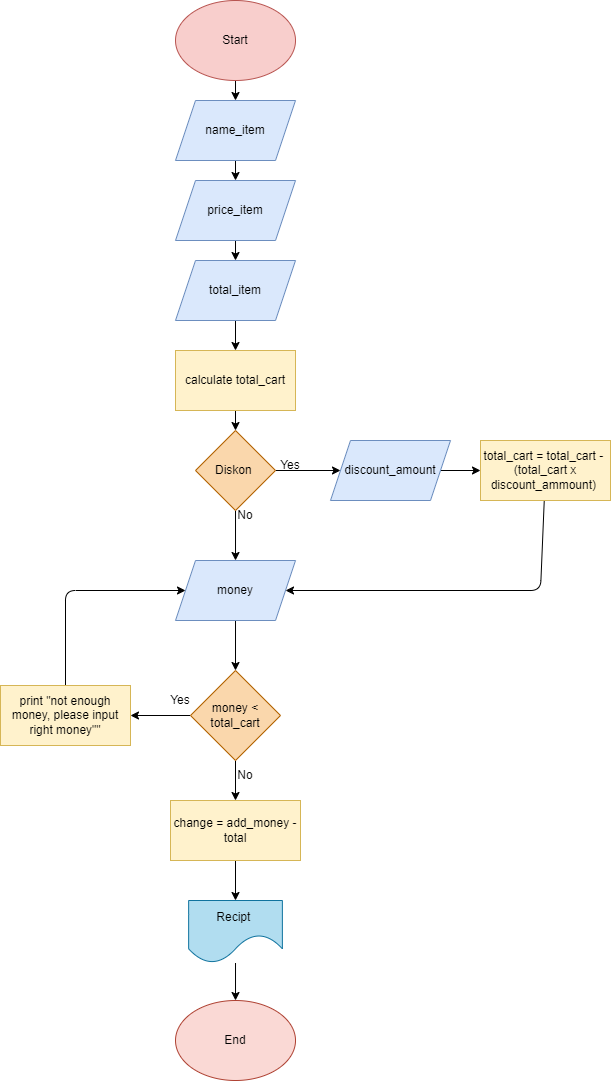 Start
name_item
price_item
total_item
calculate total_cart
Diskon
Yes
discount_amount
total_cart = total_cart -
(total_cart x
discount_ammount)
No
money
Yes
print "not enough
money, please input
right money""
money <
total_cart
No
change = add_money -
total
Recipt
End